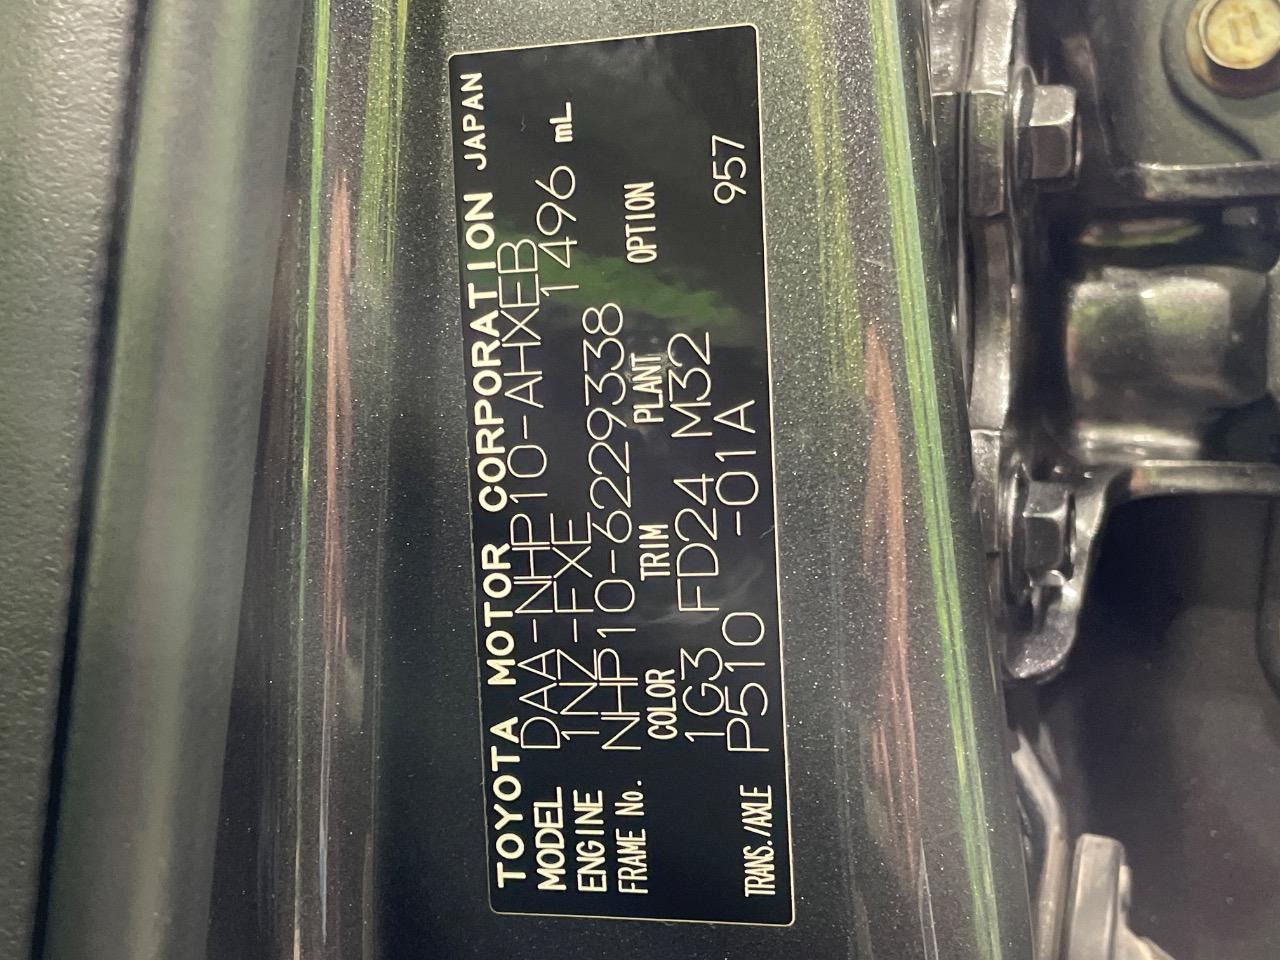 TOYOTA MOTOR CORPORATION JAPAN
MODEL DAA-NHP10-AHXEB
ENGINE 1NZ-FXE 1496 mL
FRAME No. NHP10-6229338
COLOR TRIM PLANT OPTION
1G3 FD24 M32
TRANS./AXLE P510 -01A 957